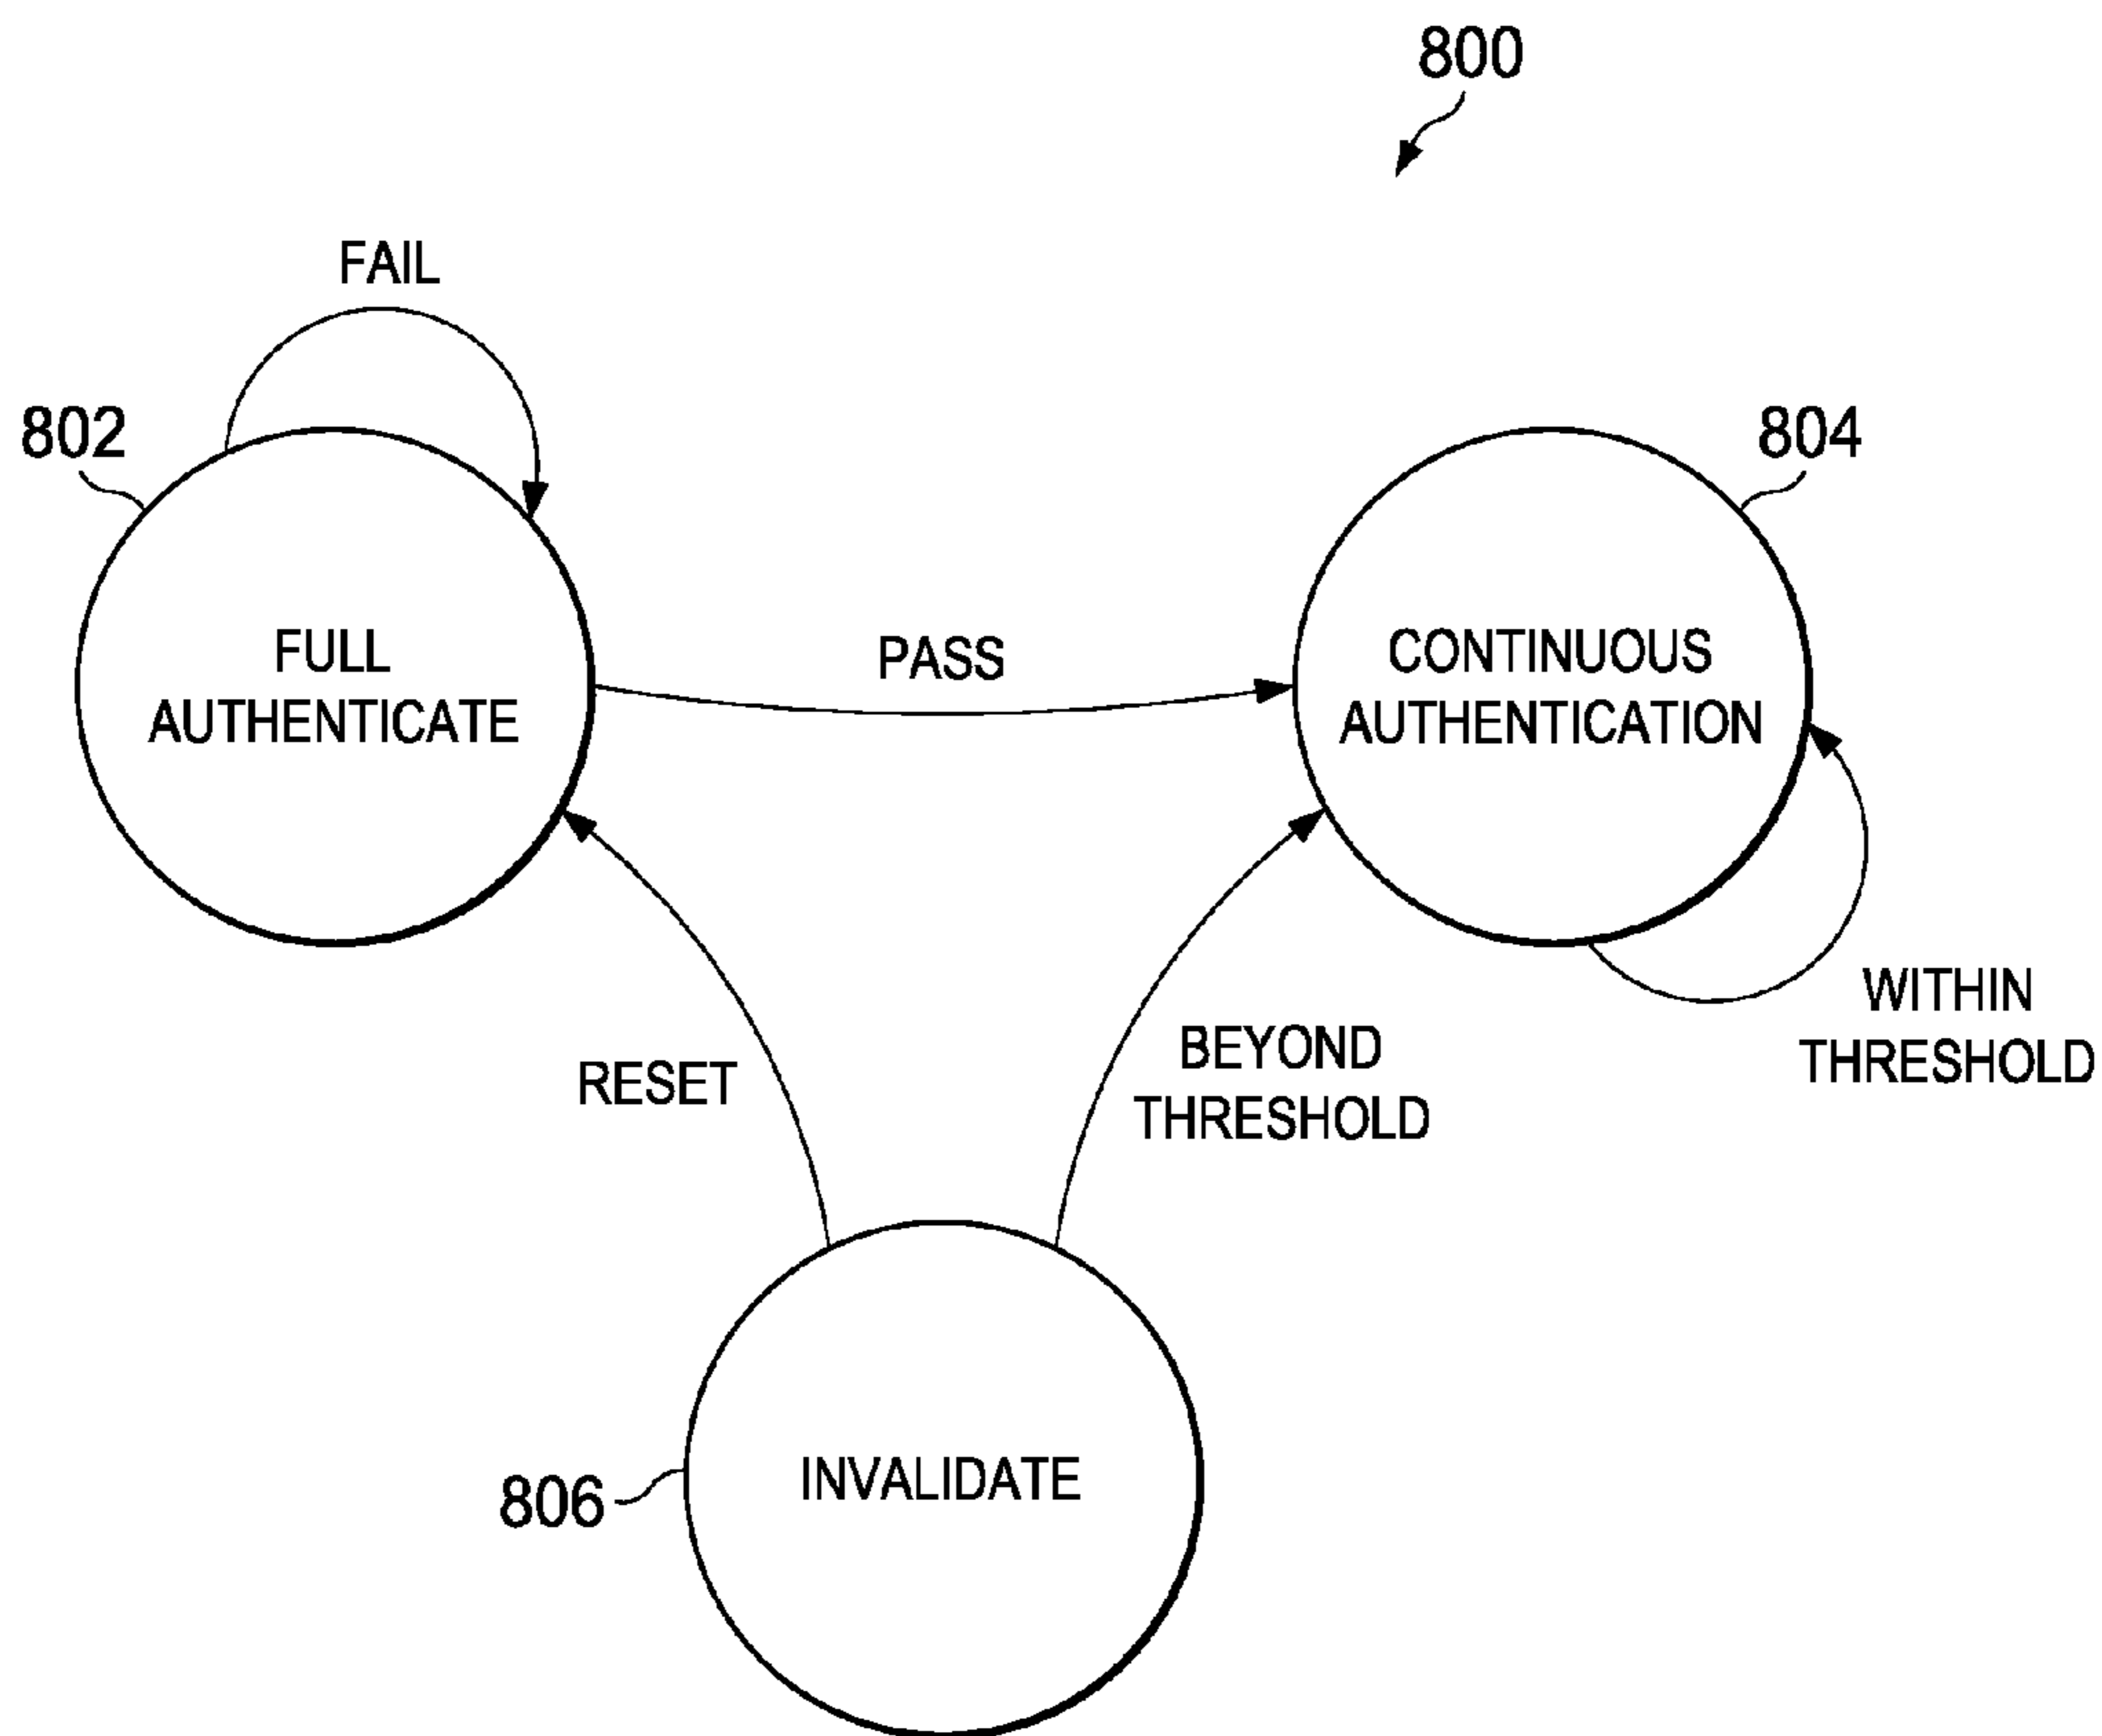 800
FAIL
802
804
FULL
AUTHENTICATE
PASS
CONTINUOUS
AUTHENTICATION
WITHIN
THRESHOLD
RESET
BEYOND
THRESHOLD
806
INVALIDATE